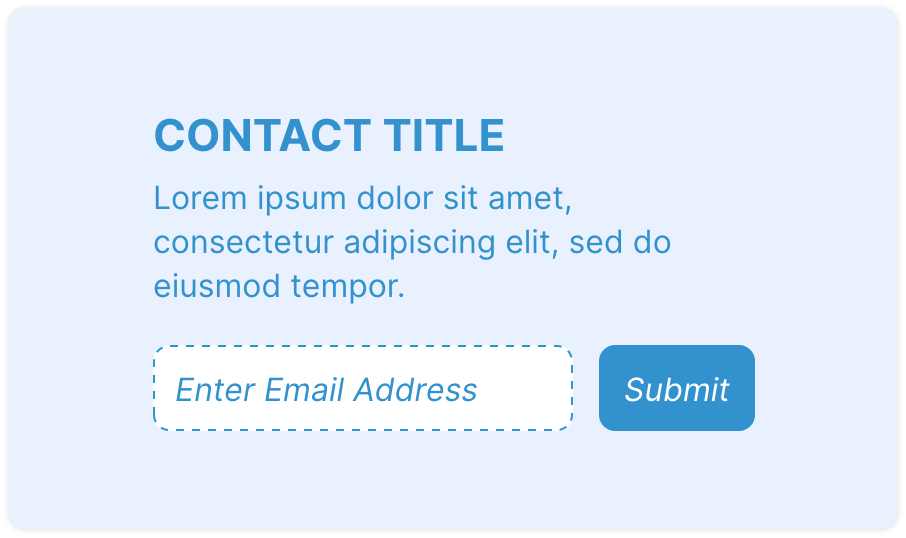 CONTACT TITLE
Lorem ipsum dolor sit amet,
consectetur adipiscing elit, sed do
eiusmod tempor.
Enter Email Address
Submit